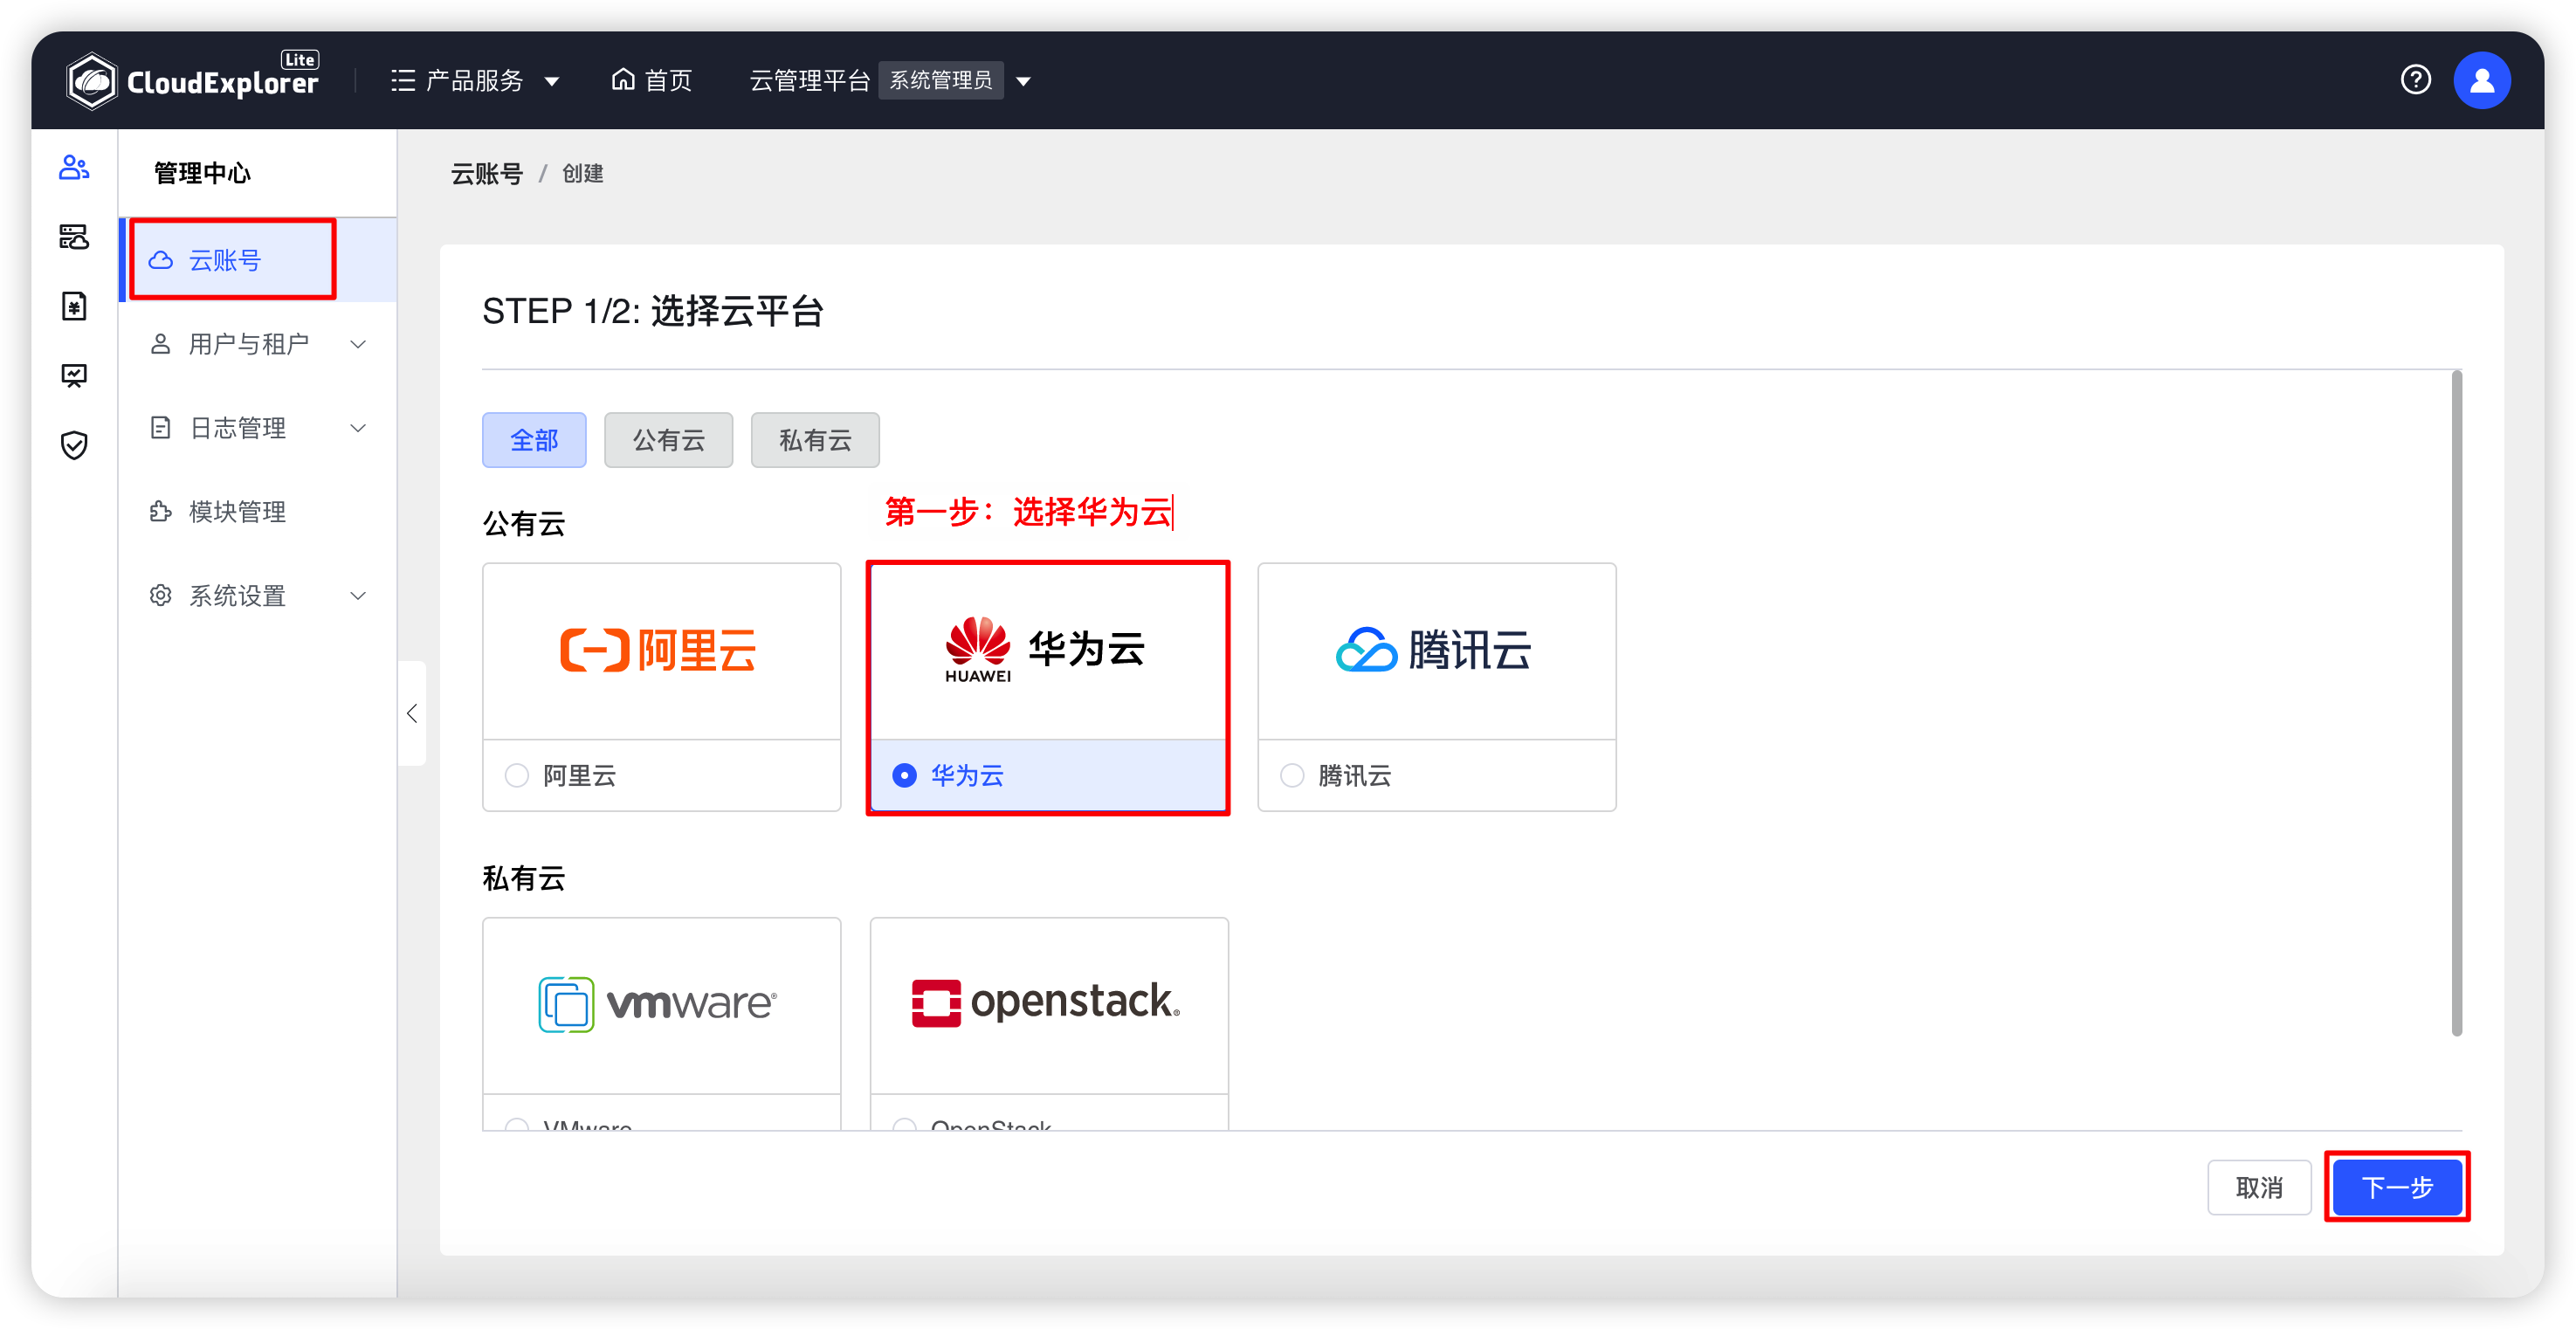 CloudExplorer Lite
产品服务
首页
云管理平台 系统管理员
管理中心
云账号
用户与租户
日志管理
模块管理
系统设置
云账号 / 创建
STEP 1/2: 选择云平台
全部
公有云
私有云
第一步：选择华为云
公有云
阿里云
HUAWEI
华为云
腾讯云
阿里云
华为云
腾讯云
私有云
vmware®
openstack®
VMware
OpenStack
取消
下一步